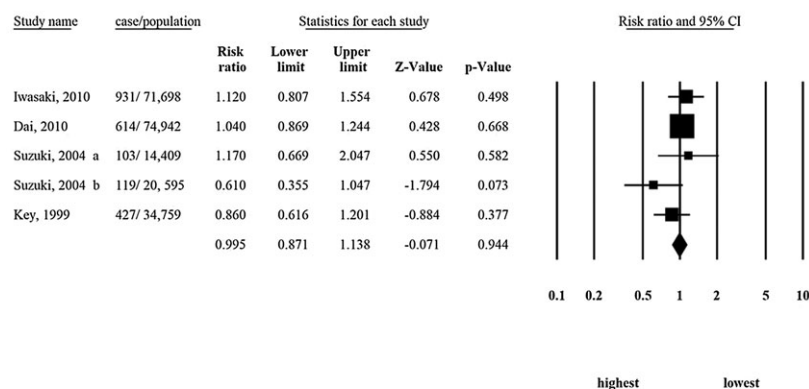 Study name case/population Statistics for each study Risk ratio and 95% CI
Risk ratio Lower limit Upper limit Z-Value p-Value
Iwasaki, 2010 931/ 71,698 1.120 0.807 1.554 0.678 0.498
Dai, 2010 614/ 74,942 1.040 0.869 1.244 0.428 0.668
Suzuki, 2004 a 103/ 14,409 1.170 0.669 2.047 0.550 0.582
Suzuki, 2004 b 119/ 20, 595 0.610 0.355 1.047 -1.794 0.073
Key, 1999 427/ 34,759 0.860 0.616 1.201 -0.884 0.377
0.995 0.871 1.138 -0.071 0.944
0.1 0.2 0.5 1 2 5 10
highest lowest